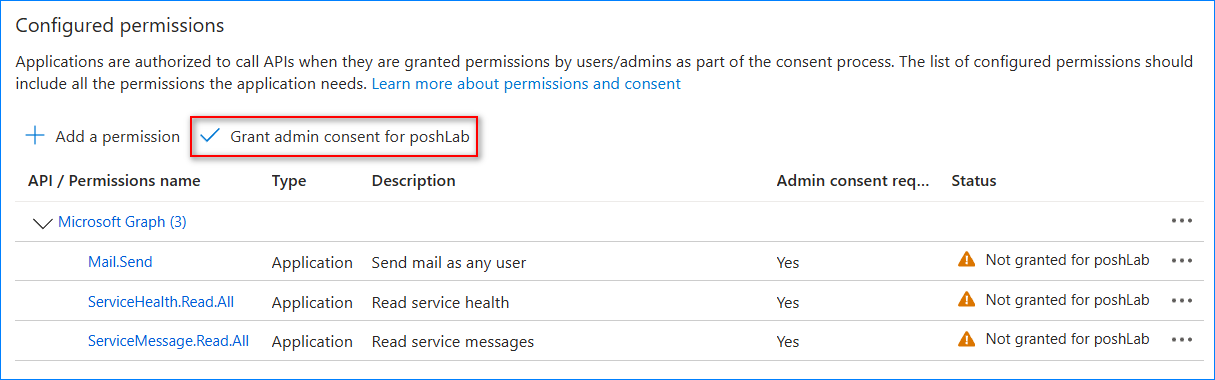 Configured permissions
Applications are authorized to call APIs when they are granted permissions by users/admins as part of the consent process. The list of configured permissions should
include all the permissions the application needs. Learn more about permissions and consent
Add a permission Grant admin consent for poshLab
API / Permissions name Type Description Admin consent req... Status
Microsoft Graph (3)
Mail.Send Application Send mail as any user Yes Not granted for poshLab
ServiceHealth.Read.All Application Read service health Yes Not granted for poshLab
ServiceMessage.Read.All Application Read service messages Yes Not granted for poshLab